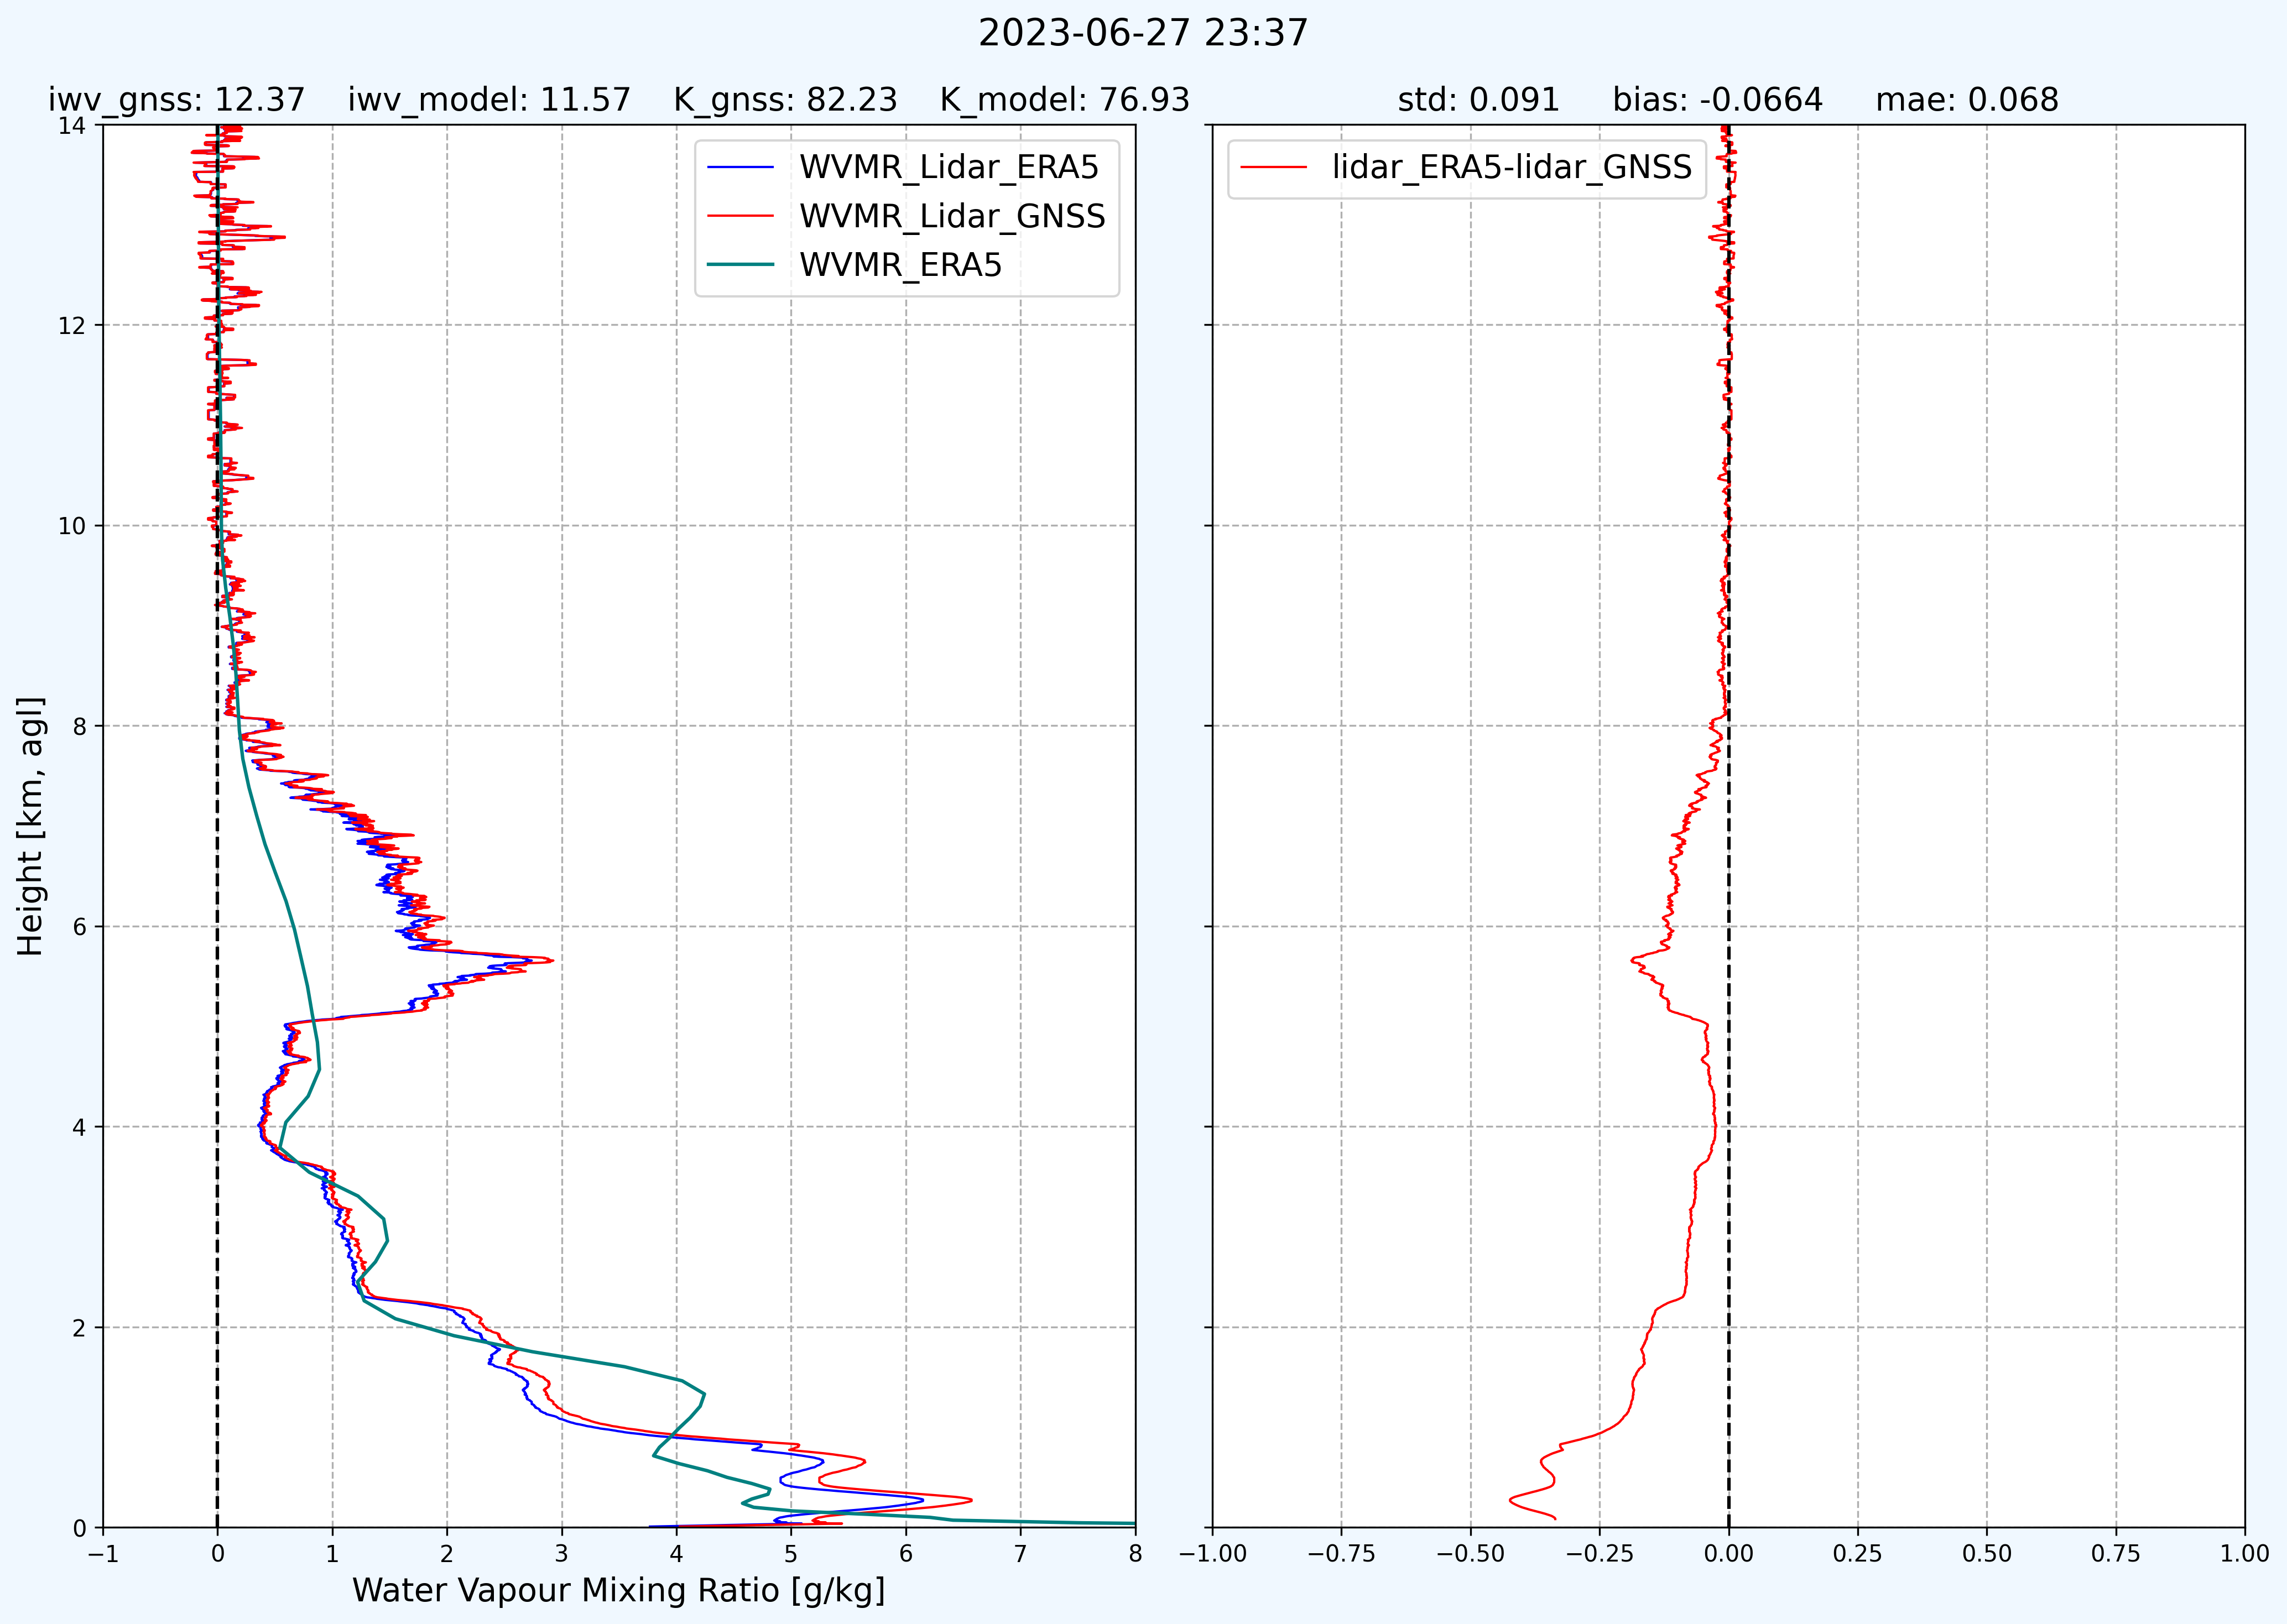 2023-06-27 23:37
iwv_gnss: 12.37 iwv_model: 11.57 K_gnss: 82.23 K_model: 76.93
std: 0.091 bias: -0.0664 mae: 0.068
WVMR_Lidar_ERA5
WVMR_Lidar_GNSS
WVMR_ERA5
lidar_ERA5-lidar_GNSS
Height [km, agl]
14
12
10
8
6
4
2
0
−1 0 1 2 3 4 5 6 7 8
−1.00 −0.75 −0.50 −0.25 0.00 0.25 0.50 0.75 1.00
Water Vapour Mixing Ratio [g/kg]